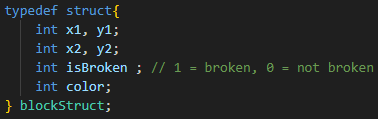 typedef struct{
    int x1, y1;
    int x2, y2;
    int isBroken ; // 1 = broken, 0 = not broken
    int color;
} blockStruct;